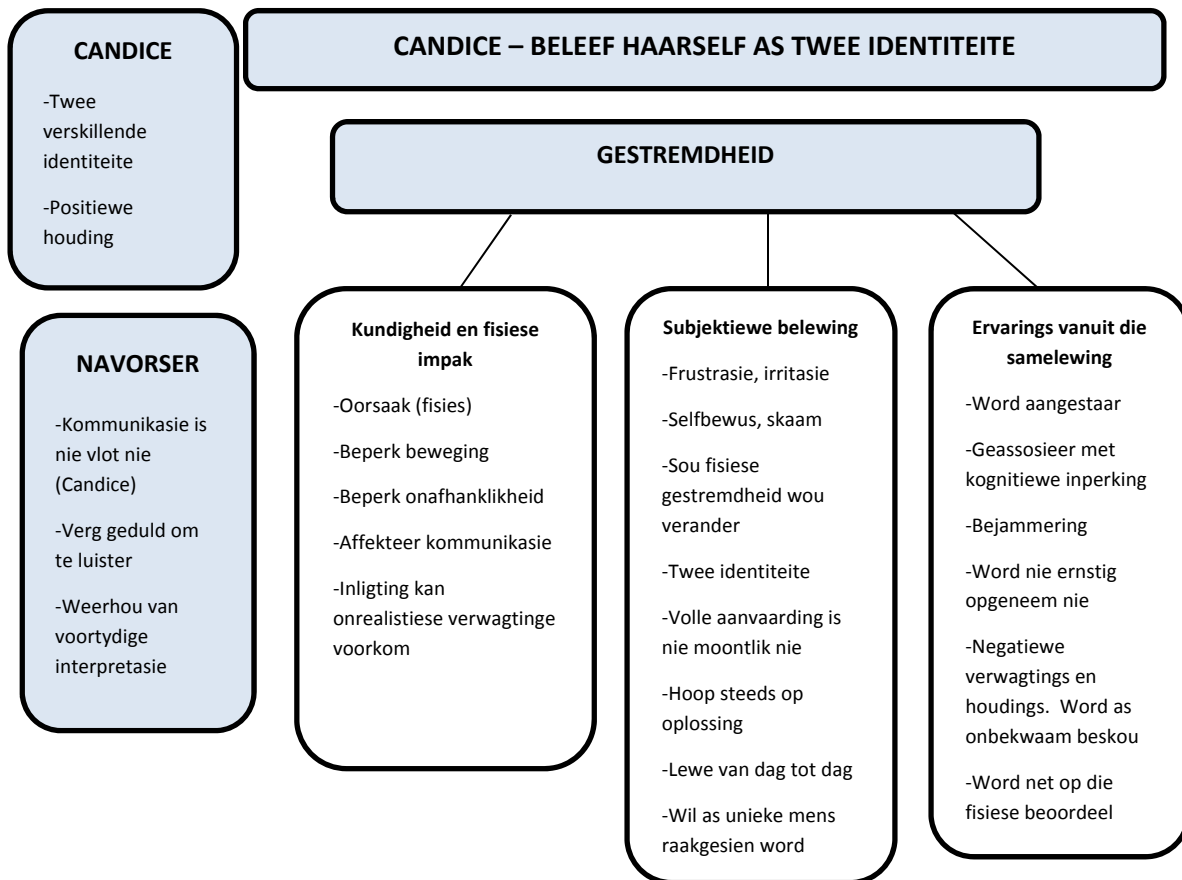 CANDICE
-Twee
verskillende
identiteite
-Positiewe
houding
CANDICE – BELEEF HAARSELF AS TWEE IDENTITEITE
GESTREMDHEID
NAVORSER
-Kommunikasie is
nie vlot nie
(Candice)
-Verg geduld om
te luister
-Weerhou van
voortydige
interpretasie
Kundigheid en fisiese
impak
-Oorsaak (fisies)
-Beperk beweging
-Beperk onafhanklikheid
-Affekteer kommunikasie
-Inligting kan
onrealistiese verwagtinge
voorkom
Subjektiewe belewing
-Frustrasie, irritasie
-Selfbewus, skaam
-Sou fisiese
gestremdheid wou
verander
-Twee identiteite
-Volle aanvaarding is
nie moontlik nie
-Hoop steeds op
oplossing
-Lewe van dag tot dag
-Wil as unieke mens
raakgesien word
Ervarings vanuit die
samelewing
-Word aangestaar
-Geassosieer met
kognitiewe inperking
-Bejammering
-Word nie ernstig
opgeneem nie
-Negatiewe
verwagtings en
houdings.  Word as
onbekwaam beskou
-Word net op die
fisiese beoordeel